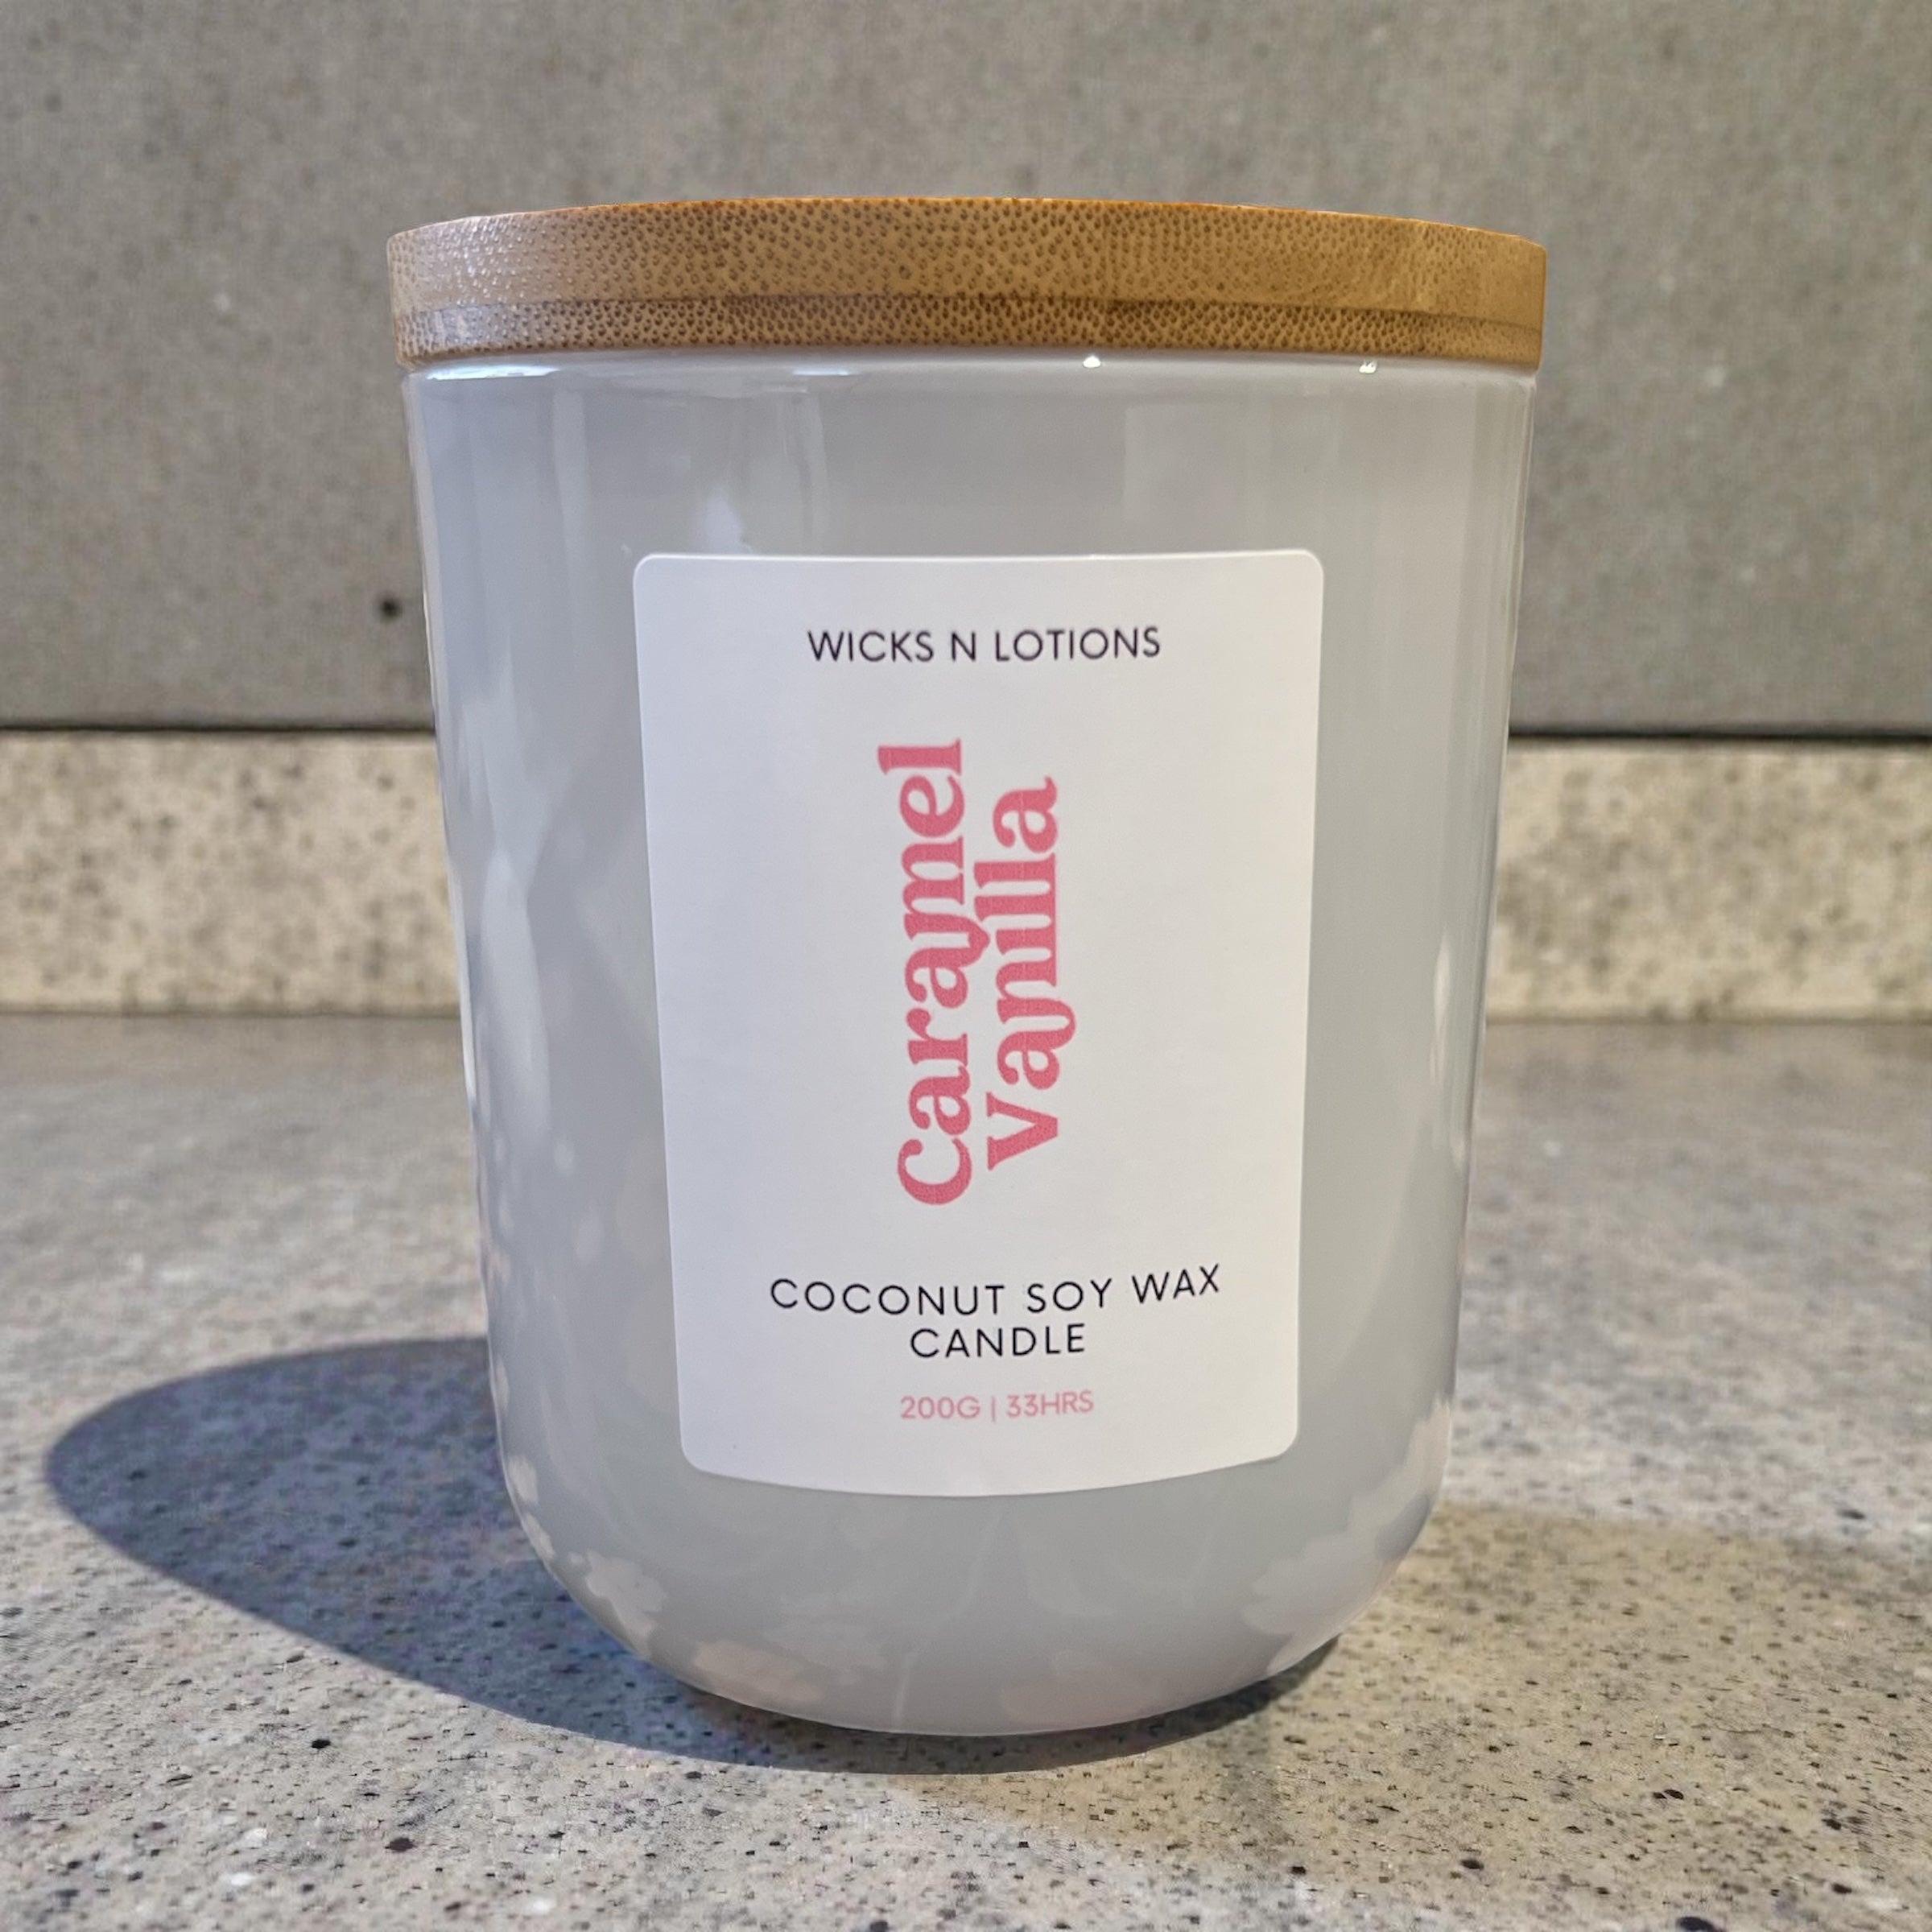 WICKS N LOTIONS
Caramel
Vanilla
COCONUT SOY WAX
CANDLE
200G | 33HRS